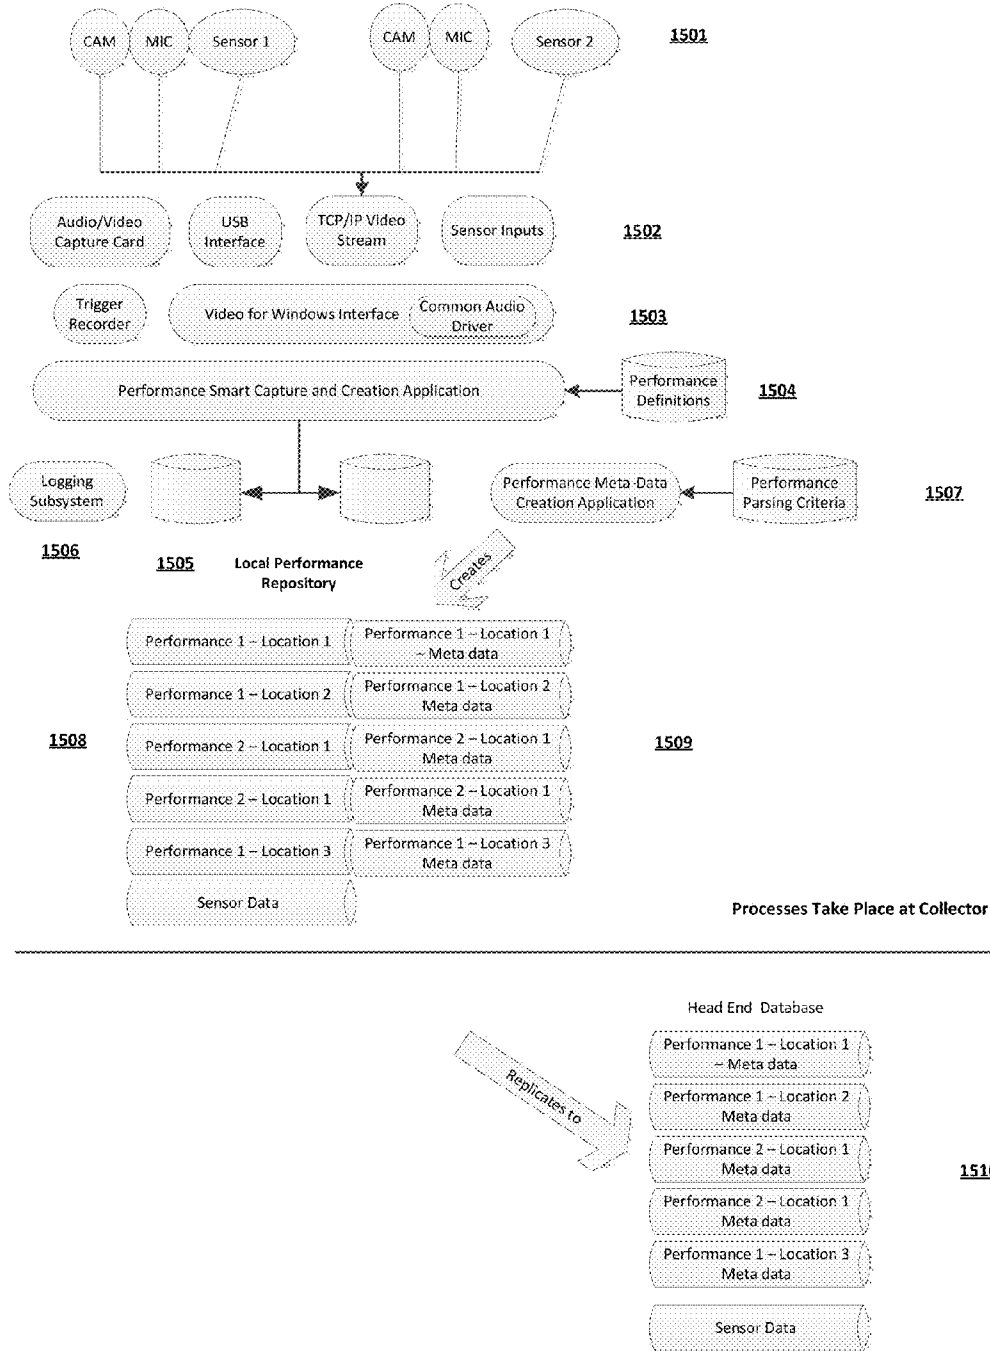 CAM MIC Sensor 1 CAM MIC Sensor 2 1501
Audio/Video
Capture Card
USB
Interface
TCP/IP Video
Stream
Sensor Inputs
1502
Trigger
Recorder
Video for Windows Interface
Common Audio
Driver
1503
Performance Smart Capture and Creation Application
Performance
Definitions
1504
Logging
Subsystem
Performance Meta-Data
Creation Application
Performance
Parsing Criteria
1507
1506
1505
Local Performance
Repository
Creates
Performance 1 – Location 1
Performance 1 – Location 1
– Meta data
Performance 1 – Location 2
Performance 1 – Location 2
Meta data
1508
Performance 2 – Location 1
Performance 2 – Location 1
Meta data
1509
Performance 2 – Location 1
Performance 2 – Location 1
Meta data
Performance 1 – Location 3
Performance 1 – Location 3
Meta data
Sensor Data
Processes Take Place at Collector
Head End Database
Replicates to
Performance 1 – Location 1
– Meta data
Performance 1 – Location 2
Meta data
Performance 2 – Location 1
Meta data
1510
Performance 2 – Location 1
Meta data
Performance 1 – Location 3
Meta data
Sensor Data